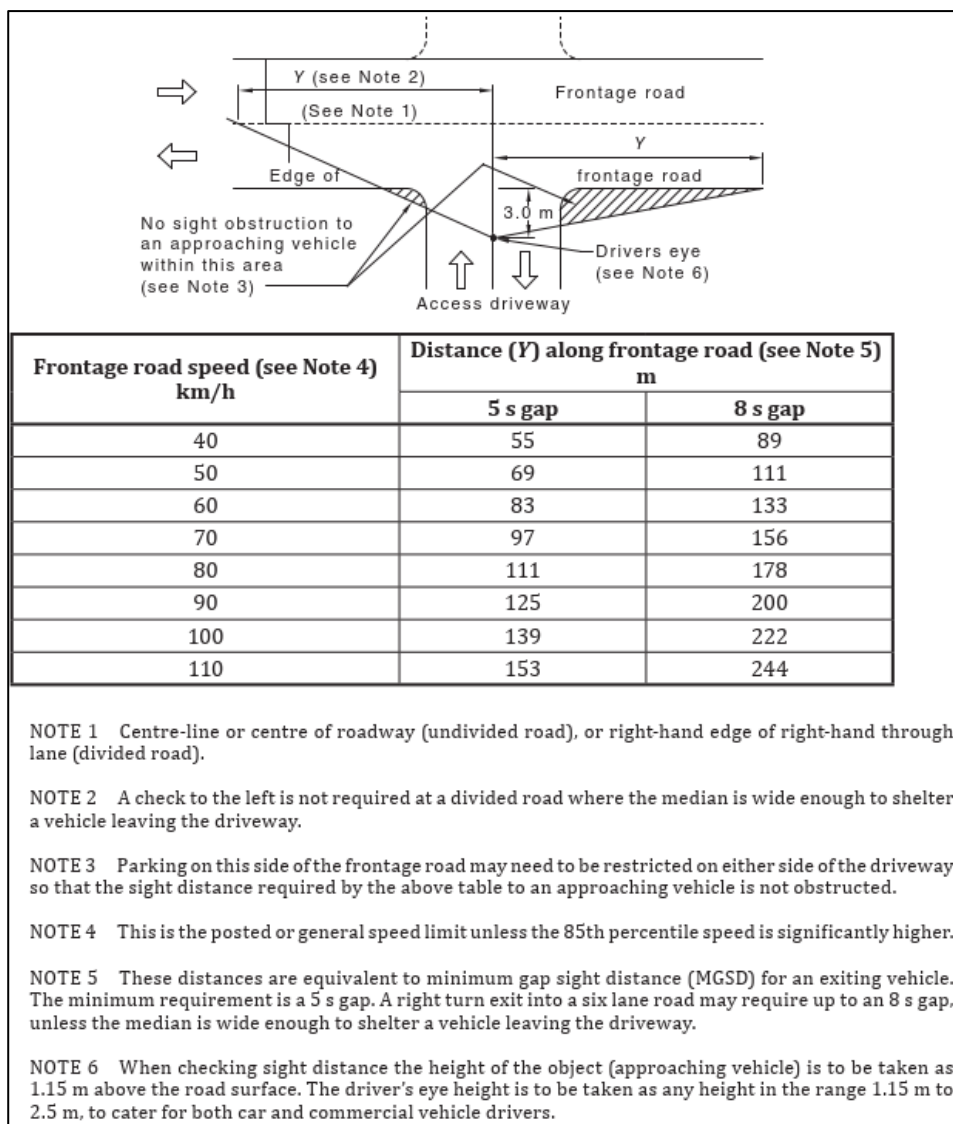 Y (see Note 2)
Frontage road
(See Note 1)
Y
Edge of
frontage road
3.0 m
No sight obstruction to
an approaching vehicle
within this area
(see Note 3)
Drivers eye
(see Note 6)
Access driveway
Frontage road speed (see Note 4) km/h
Distance (Y) along frontage road (see Note 5) m
5 s gap 8 s gap
40 55 89
50 69 111
60 83 133
70 97 156
80 111 178
90 125 200
100 139 222
110 153 244
NOTE 1 Centre-line or centre of roadway (undivided road), or right-hand edge of right-hand through
lane (divided road).
NOTE 2 A check to the left is not required at a divided road where the median is wide enough to shelter
a vehicle leaving the driveway.
NOTE 3 Parking on this side of the frontage road may need to be restricted on either side of the driveway
so that the sight distance required by the above table to an approaching vehicle is not obstructed.
NOTE 4 This is the posted or general speed limit unless the 85th percentile speed is significantly higher.
NOTE 5 These distances are equivalent to minimum gap sight distance (MGSD) for an exiting vehicle.
The minimum requirement is a 5 s gap. A right turn exit into a six lane road may require up to an 8 s gap,
unless the median is wide enough to shelter a vehicle leaving the driveway.
NOTE 6 When checking sight distance the height of the object (approaching vehicle) is to be taken as
1.15 m above the road surface. The driver's eye height is to be taken as any height in the range 1.15 m to
2.5 m, to cater for both car and commercial vehicle drivers.